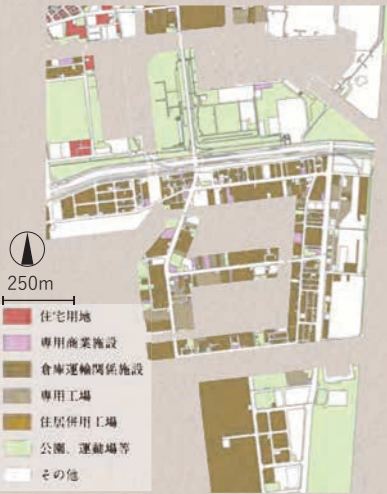 250m
住宅用地
専用商業施設
倉庫運輸関係施設
専用工場
住居併用工場
公園、運動場等
その他